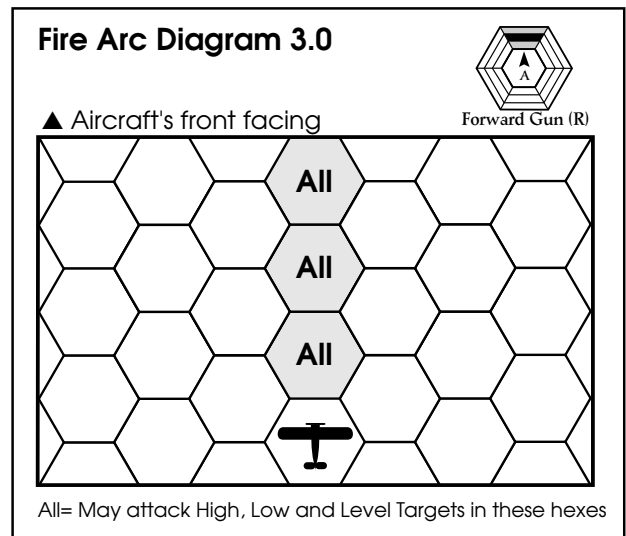 Fire Arc Diagram 3.0
A
Forward Gun (R)
▲ Aircraft's front facing
All
All
All
All= May attack High, Low and Level Targets in these hexes